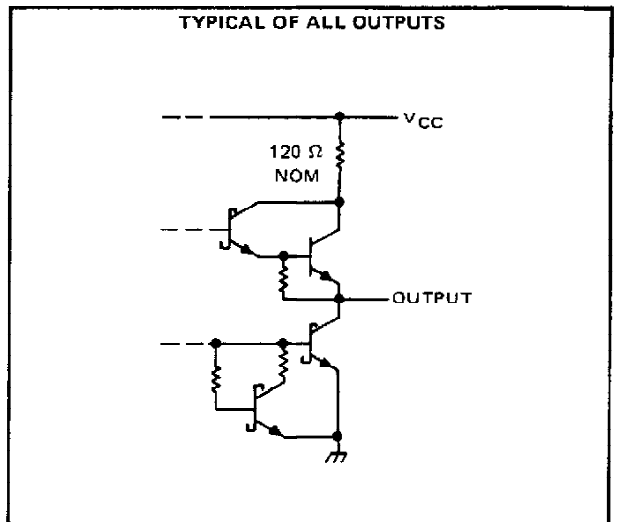 TYPICAL OF ALL OUTPUTS
VCC
120 Ω
NOM
OUTPUT